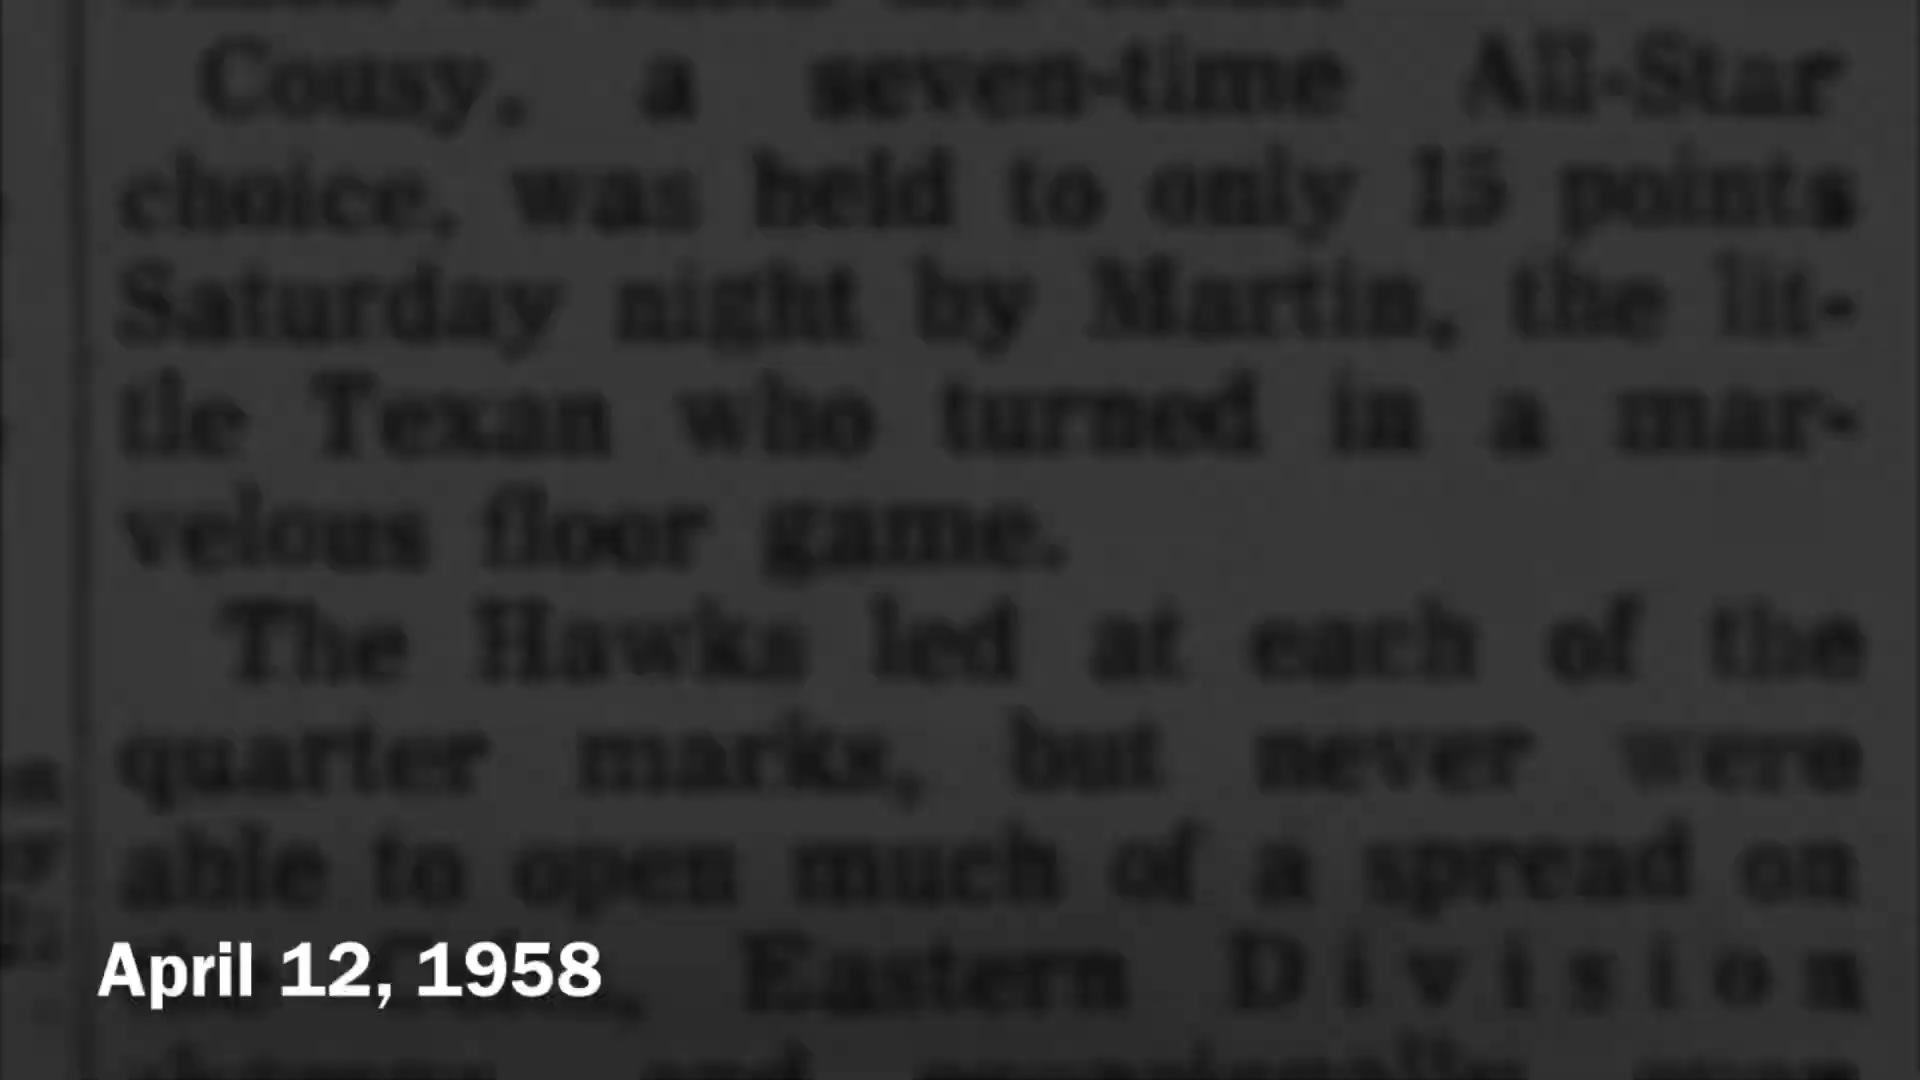 Cousy, a seven-time All-Star
choice, was held to only 15 points
Saturday night by Martin, the lit-
tle Texan who turned in a mar-
velous floor game.
The Hawks led at each of the
quarter marks, but never were
able to open much of a spread on
Eastern Division
April 12, 1958